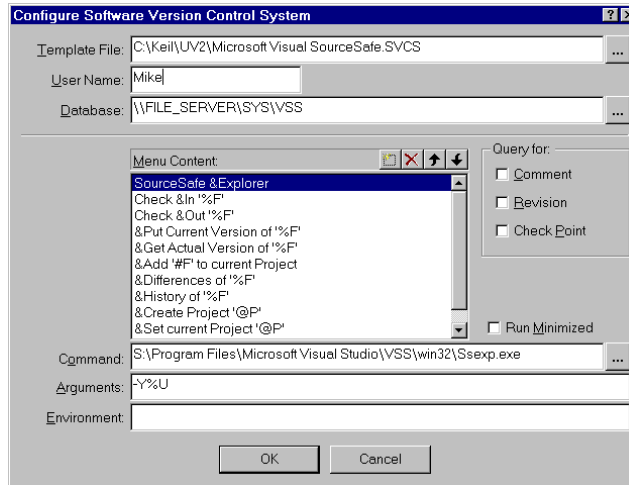 Configure Software Version Control System
Template File: C:\Keil\UV2\Microsoft Visual SourceSafe.SVCS ...
User Name: Mike
Database: \\FILE_SERVER\SYS\VSS ...
Menu Content:
Query for:
SourceSafe &Explorer
Check &In '%F'
Check &Out '%F'
&Put Current Version of '%F'
&Get Actual Version of '%F'
&Add '#F' to current Project
&Differences of '%F'
&History of '%F'
&Create Project '@P'
&Set current Project '@P'
Comment
Revision
Check Point
Run Minimized
Command: S:\Program Files\Microsoft Visual Studio\VSS\win32\Ssexp.exe ...
Arguments: -Y%U
Environment:
OK Cancel